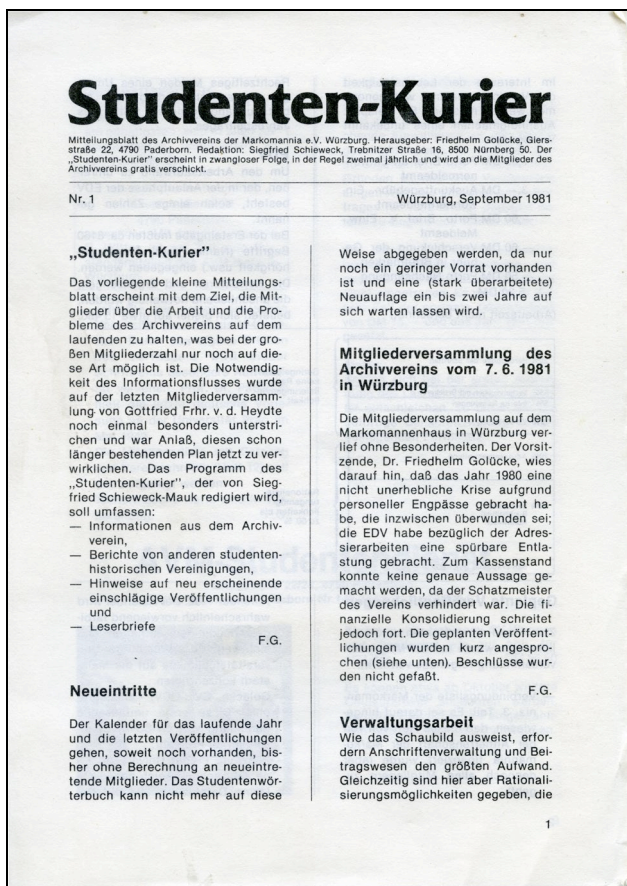 Studenten-Kurier
Mitteilungsblatt des Archivvereins der Markomannia e.V. Würzburg. Herausgeber: Friedhelm Golücke, Giers-
straße 22, 4790 Paderborn. Redaktion: Siegfried Schieweck, Trebnitzer Straße 16, 8500 Nürnberg 50. Der
„Studenten-Kurier" erscheint in zwangloser Folge, in der Regel zweimal jährlich und wird an die Mitglieder des
Archivvereins gratis verschickt.
Nr. 1 Würzburg, September 1981
„Studenten-Kurier"
Das vorliegende kleine Mitteilungs-
blatt erscheint mit dem Ziel, die Mit-
glieder über die Arbeit und die Pro-
bleme des Archivvereins auf dem
laufenden zu halten, was bei der gro-
ßen Mitgliederzahl nur noch auf die-
se Art möglich ist. Die Notwendig-
keit des Informationsflusses wurde
auf der letzten Mitgliederversamm-
lung von Gottfried Frhr. v. d. Heydte
noch einmal besonders unterstri-
chen und war Anlaß, diesen schon
länger bestehenden Plan jetzt zu ver-
wirklichen. Das Programm des
„Studenten-Kurier", der von Sieg-
fried Schieweck-Mauk redigiert wird,
soll umfassen:
— Informationen aus dem Archiv-
verein,
— Berichte von anderen studenten-
historischen Vereinigungen,
— Hinweise auf neu erscheinende
einschlägige Veröffentlichungen
und
— Leserbriefe
F.G.
Neueintritte
Der Kalender für das laufende Jahr
und die letzten Veröffentlichungen
gehen, soweit noch vorhanden, bis-
her ohne Berechnung an neueintre-
tende Mitglieder. Das Studentenwör-
terbuch kann nicht mehr auf diese
Weise abgegeben werden, da nur
noch ein geringer Vorrat vorhanden
ist und eine (stark überarbeitete)
Neuauflage ein bis zwei Jahre auf
sich warten lassen wird.
Mitgliederversammlung des
Archivvereins vom 7. 6. 1981
in Würzburg
Die Mitgliederversammlung auf dem
Markomannenhaus in Würzburg ver-
lief ohne Besonderheiten. Der Vorsit-
zende, Dr. Friedhelm Golücke, wies
darauf hin, daß das Jahr 1980 eine
nicht unerhebliche Krise aufgrund
personeller Engpässe gebracht ha-
be, die inzwischen überwunden sei;
die EDV habe bezüglich der Adres-
sierarbeiten eine spürbare Entla-
stung gebracht. Zum Kassenstand
konnte keine genaue Aussage ge-
macht werden, da der Schatzmeister
des Vereins verhindert war. Die fi-
nanzielle Konsolidierung schreitet
jedoch fort. Die geplanten Veröffent-
lichungen wurden kurz angespro-
chen (siehe unten). Beschlüsse wur-
den nicht gefaßt.
F.G.
Verwaltungsarbeit
Wie das Schaubild ausweist, erfor-
dern Anschriftenverwaltung und Bei-
tragswesen den größten Aufwand.
Gleichzeitig sind hier aber Rationali-
sierungsmöglichkeiten gegeben, die
1